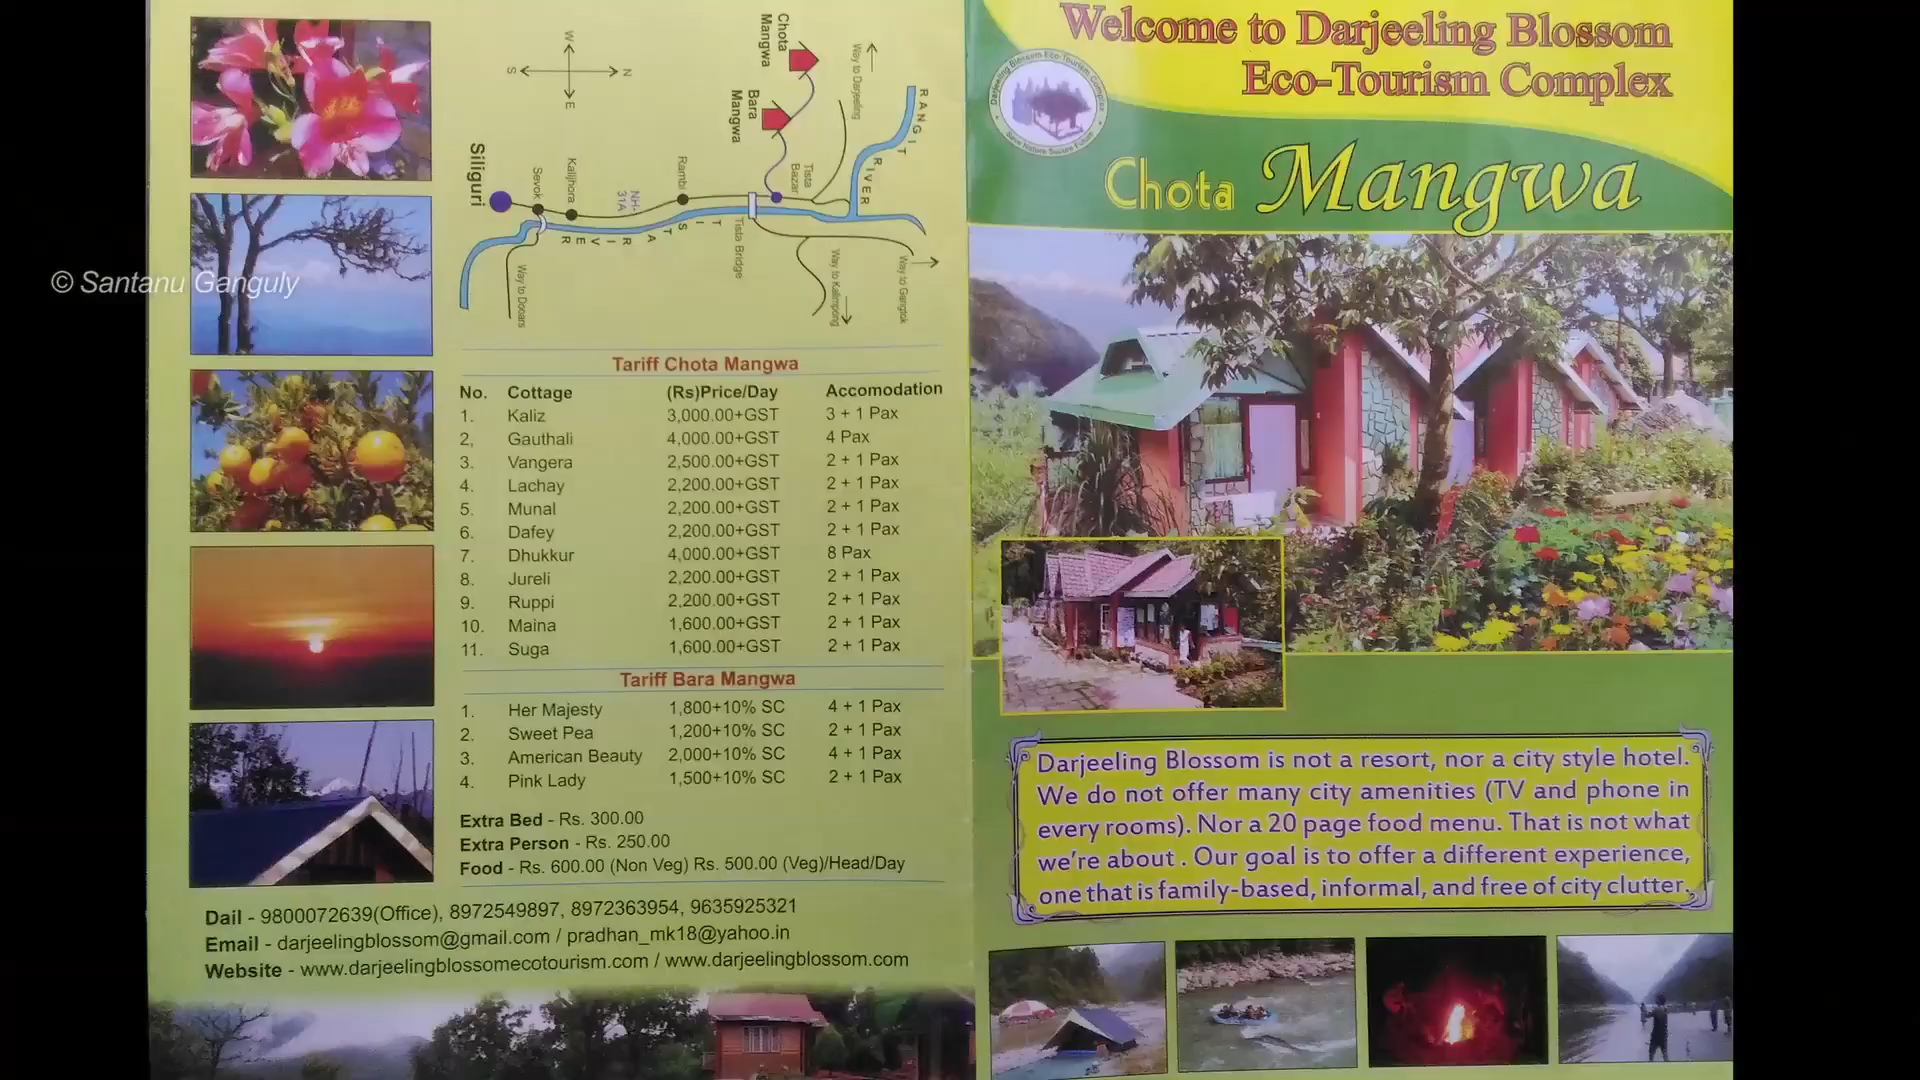 Chota
Mangwa
Way to Darjeeling
W
S
N
E
Bara
Mangwa
RANGIT RIVER
Siliguri
Sevok
Kalijhora
NH-
31A
Rambi
Tista
Bazar
TISTA RIVER
Tista Bridge
Way to Dooars
Way to Kalimpong
Way to Gangtok
© Santanu Ganguly
Tariff Chota Mangwa
No. Cottage (Rs)Price/Day Accomodation
1. Kaliz 3,000.00+GST 3 + 1 Pax
2, Gauthali 4,000.00+GST 4 Pax
3. Vangera 2,500.00+GST 2 + 1 Pax
4. Lachay 2,200.00+GST 2 + 1 Pax
5. Munal 2,200.00+GST 2 + 1 Pax
6. Dafey 2,200.00+GST 2 + 1 Pax
7. Dhukkur 4,000.00+GST 8 Pax
8. Jureli 2,200.00+GST 2 + 1 Pax
9. Ruppi 2,200.00+GST 2 + 1 Pax
10. Maina 1,600.00+GST 2 + 1 Pax
11. Suga 1,600.00+GST 2 + 1 Pax
Tariff Bara Mangwa
1. Her Majesty 1,800+10% SC 4 + 1 Pax
2. Sweet Pea 1,200+10% SC 2 + 1 Pax
3. American Beauty 2,000+10% SC 4 + 1 Pax
4. Pink Lady 1,500+10% SC 2 + 1 Pax
Extra Bed - Rs. 300.00
Extra Person - Rs. 250.00
Food - Rs. 600.00 (Non Veg) Rs. 500.00 (Veg)/Head/Day
Dail - 9800072639(Office), 8972549897, 8972363954, 9635925321
Email - darjeelingblossom@gmail.com / pradhan_mk18@yahoo.in
Website - www.darjeelingblossomecotourism.com / www.darjeelingblossom.com
Welcome to Darjeeling Blossom
Eco-Tourism Complex
Darjeeling Blossom Eco-Tourism Complex
Save Nature Secure Future
Chota Mangwa
Darjeeling Blossom is not a resort, nor a city style hotel.
We do not offer many city amenities (TV and phone in
every rooms). Nor a 20 page food menu. That is not what
we're about . Our goal is to offer a different experience,
one that is family-based, informal, and free of city clutter.